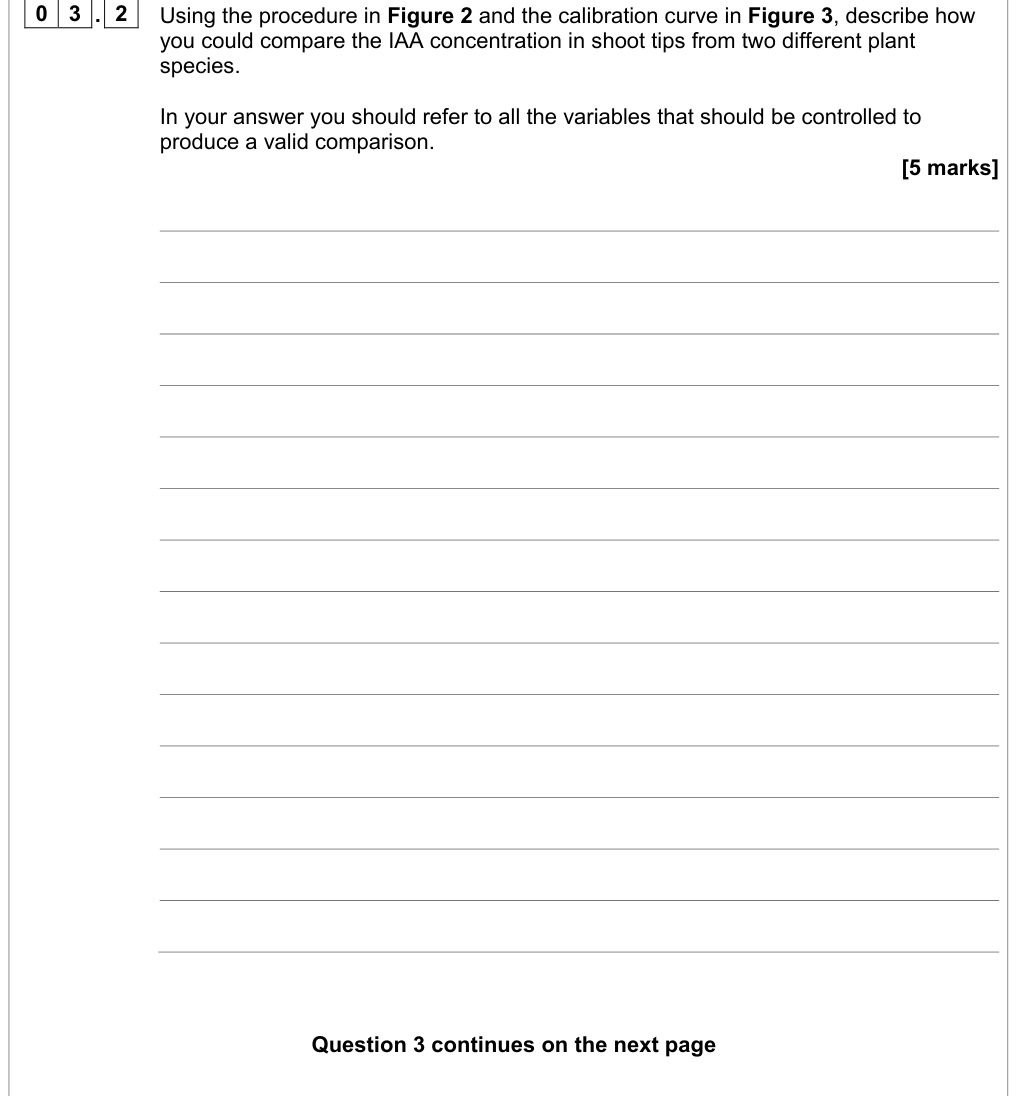 0 3 . 2 Using the procedure in Figure 2 and the calibration curve in Figure 3, describe how
you could compare the IAA concentration in shoot tips from two different plant
species.
In your answer you should refer to all the variables that should be controlled to
produce a valid comparison.
[5 marks]
Question 3 continues on the next page